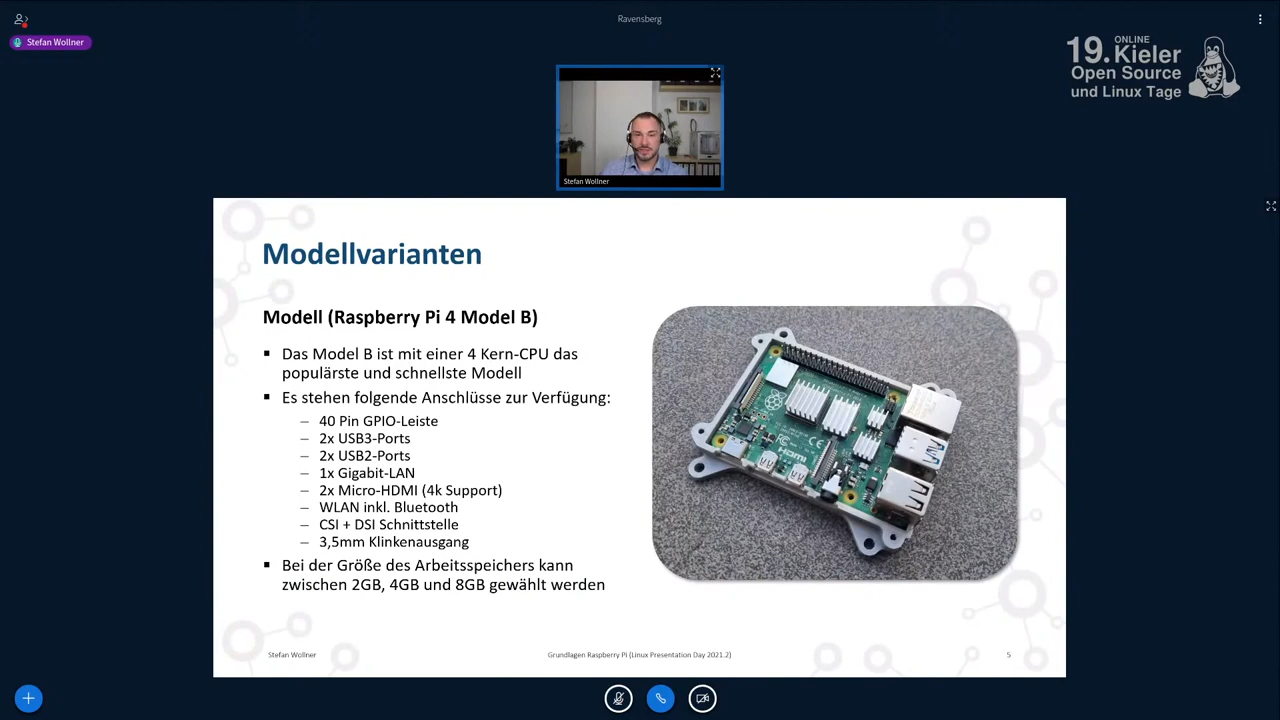 Ravensberg
Stefan Wollner
ONLINE
19. Kieler
Open Source
und Linux Tage
Stefan Wollner
Modellvarianten
Modell (Raspberry Pi 4 Model B)
▪ Das Model B ist mit einer 4 Kern-CPU das
populärste und schnellste Modell
▪ Es stehen folgende Anschlüsse zur Verfügung:
– 40 Pin GPIO-Leiste
– 2x USB3-Ports
– 2x USB2-Ports
– 1x Gigabit-LAN
– 2x Micro-HDMI (4k Support)
– WLAN inkl. Bluetooth
– CSI + DSI Schnittstelle
– 3,5mm Klinkenausgang
▪ Bei der Größe des Arbeitsspeichers kann
zwischen 2GB, 4GB und 8GB gewählt werden
HDMI
Stefan Wollner
Grundlagen Raspberry Pi (Linux Presentation Day 2021.2)
5